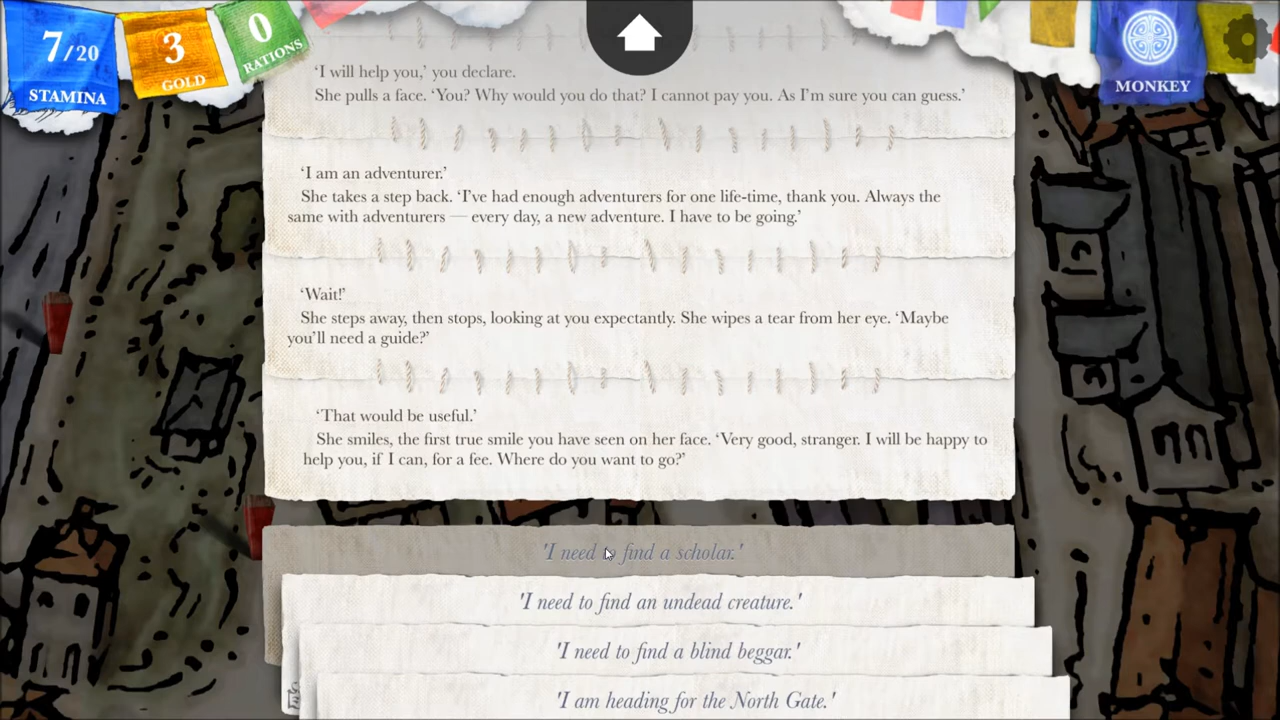 7/20
STAMINA
3
GOLD
0
RATIONS
MONKEY
‘I will help you,’ you declare.
She pulls a face. ‘You? Why would you do that? I cannot pay you. As I’m sure you can guess.’
‘I am an adventurer.’
She takes a step back. ‘I’ve had enough adventurers for one life-time, thank you. Always the
same with adventurers — every day, a new adventure. I have to be going.’
‘Wait!’
She steps away, then stops, looking at you expectantly. She wipes a tear from her eye. ‘Maybe
you’ll need a guide?’
‘That would be useful.’
She smiles, the first true smile you have seen on her face. ‘Very good, stranger. I will be happy to
help you, if I can, for a fee. Where do you want to go?’
'I need to find a scholar.'
'I need to find an undead creature.'
'I need to find a blind beggar.'
'I am heading for the North Gate.'